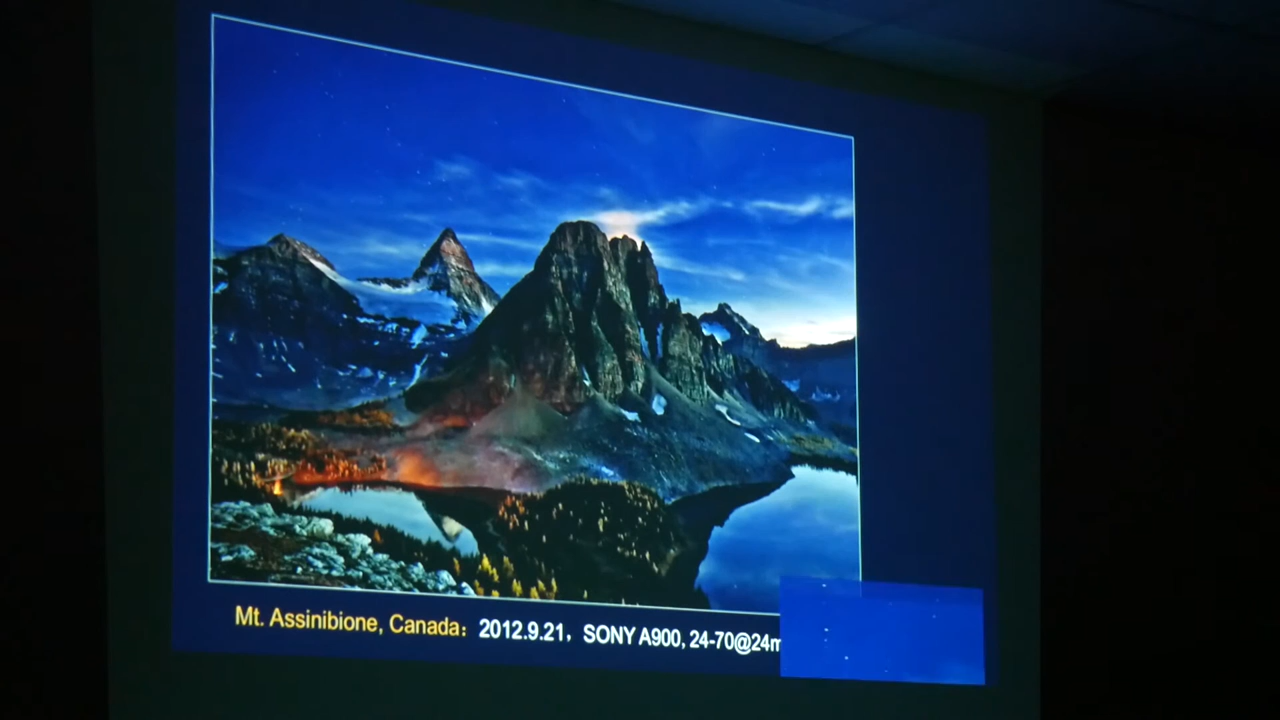 Mt. Assinibione, Canada：2012.9.21，SONY A900, 24-70@24m